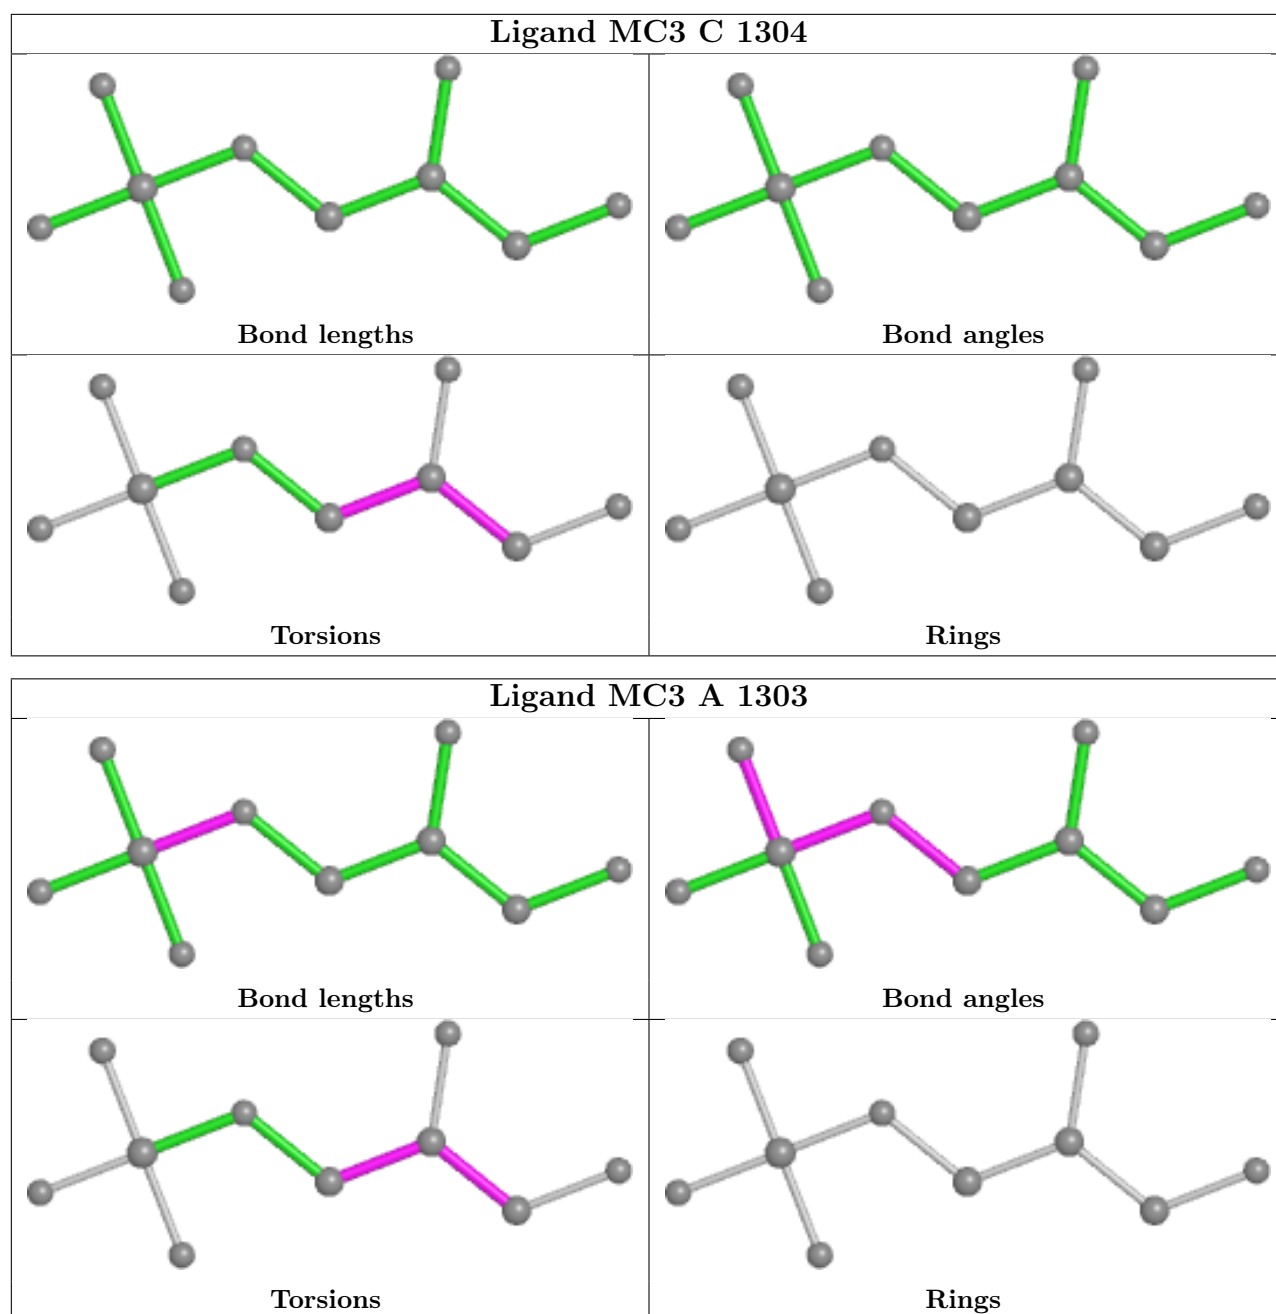 Ligand MC3 C 1304
Bond lengths
Bond angles
Torsions
Rings
Ligand MC3 A 1303
Bond lengths
Bond angles
Torsions
Rings